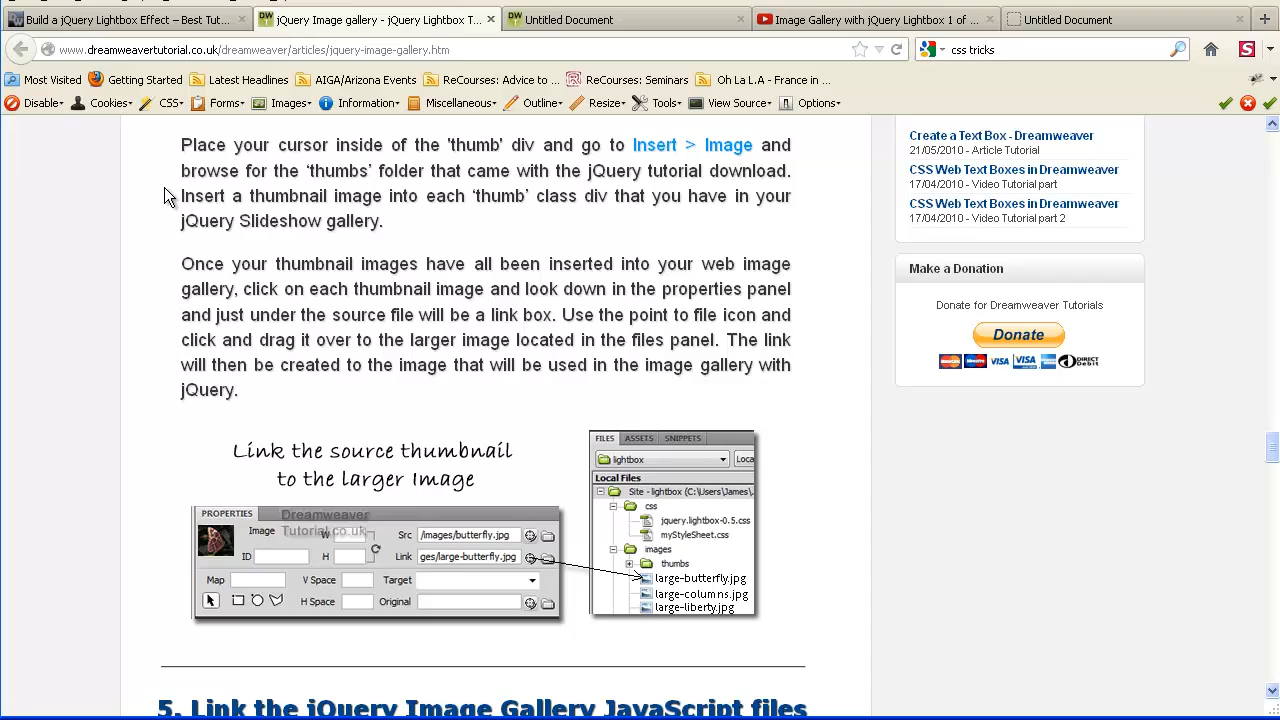 Build a jQuery Lightbox Effect – Best Tut...
jQuery Image gallery - jQuery Lightbox T...
Untitled Document
Image Gallery with jQuery Lightbox 1 of ...
Untitled Document
www.dreamweavertutorial.co.uk/dreamweaver/articles/jquery-image-gallery.htm
css tricks
Most Visited
Getting Started
Latest Headlines
AIGA/Arizona Events
ReCourses: Advice to ...
ReCourses: Seminars
Oh La L.A - France in ...
Disable
Cookies
CSS
Forms
Images
Information
Miscellaneous
Outline
Resize
Tools
View Source
Options
Place your cursor inside of the 'thumb' div and go to Insert > Image and
browse for the ‘thumbs’ folder that came with the jQuery tutorial download.
Insert a thumbnail image into each ‘thumb’ class div that you have in your
jQuery Slideshow gallery.
Once your thumbnail images have all been inserted into your web image
gallery, click on each thumbnail image and look down in the properties panel
and just under the source file will be a link box. Use the point to file icon and
click and drag it over to the larger image located in the files panel. The link
will then be created to the image that will be used in the image gallery with
jQuery.
Link the source thumbnail
to the larger Image
PROPERTIES
Dreamweaver
Tutorial.co.uk
Image
W
Src
/images/butterfly.jpg
ID
H
Link
ges/large-butterfly.jpg
Map
V Space
Target
H Space
Original
FILES
ASSETS
SNIPPETS
lightbox
Loca
Local Files
Site - lightbox (C:\Users\James\...
css
jquery.lightbox-0.5.css
myStyleSheet.css
images
thumbs
large-butterfly.jpg
large-columns.jpg
large-liberty.jpg
5. Link the jQuery Image Gallery JavaScript files
Create a Text Box - Dreamweaver
21/05/2010 - Article Tutorial
CSS Web Text Boxes in Dreamweaver
17/04/2010 - Video Tutorial part
CSS Web Text Boxes in Dreamweaver
17/04/2010 - Video Tutorial part 2
Make a Donation
Donate for Dreamweaver Tutorials
Donate
VISA
VISA
DIRECT
Debit